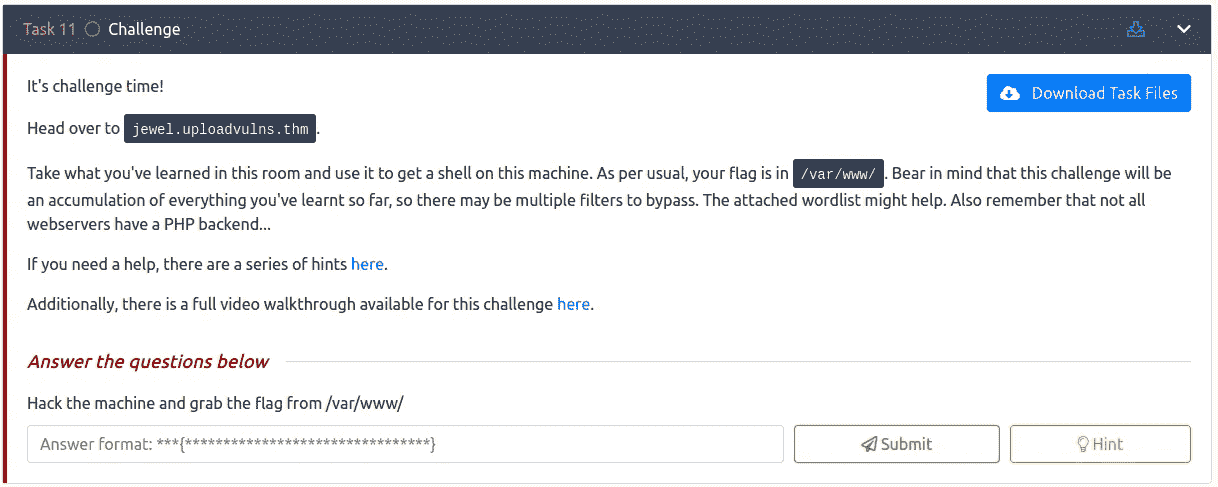 Task 11 Challenge
It's challenge time!
Download Task Files
Head over to jewel.uploadvulns.thm.
Take what you've learned in this room and use it to get a shell on this machine. As per usual, your flag is in /var/www/. Bear in mind that this challenge will be
an accumulation of everything you've learnt so far, so there may be multiple filters to bypass. The attached wordlist might help. Also remember that not all
webservers have a PHP backend...
If you need a help, there are a series of hints here.
Additionally, there is a full video walkthrough available for this challenge here.
Answer the questions below
Hack the machine and grab the flag from /var/www/
Answer format: ***{********************************}
Submit
Hint